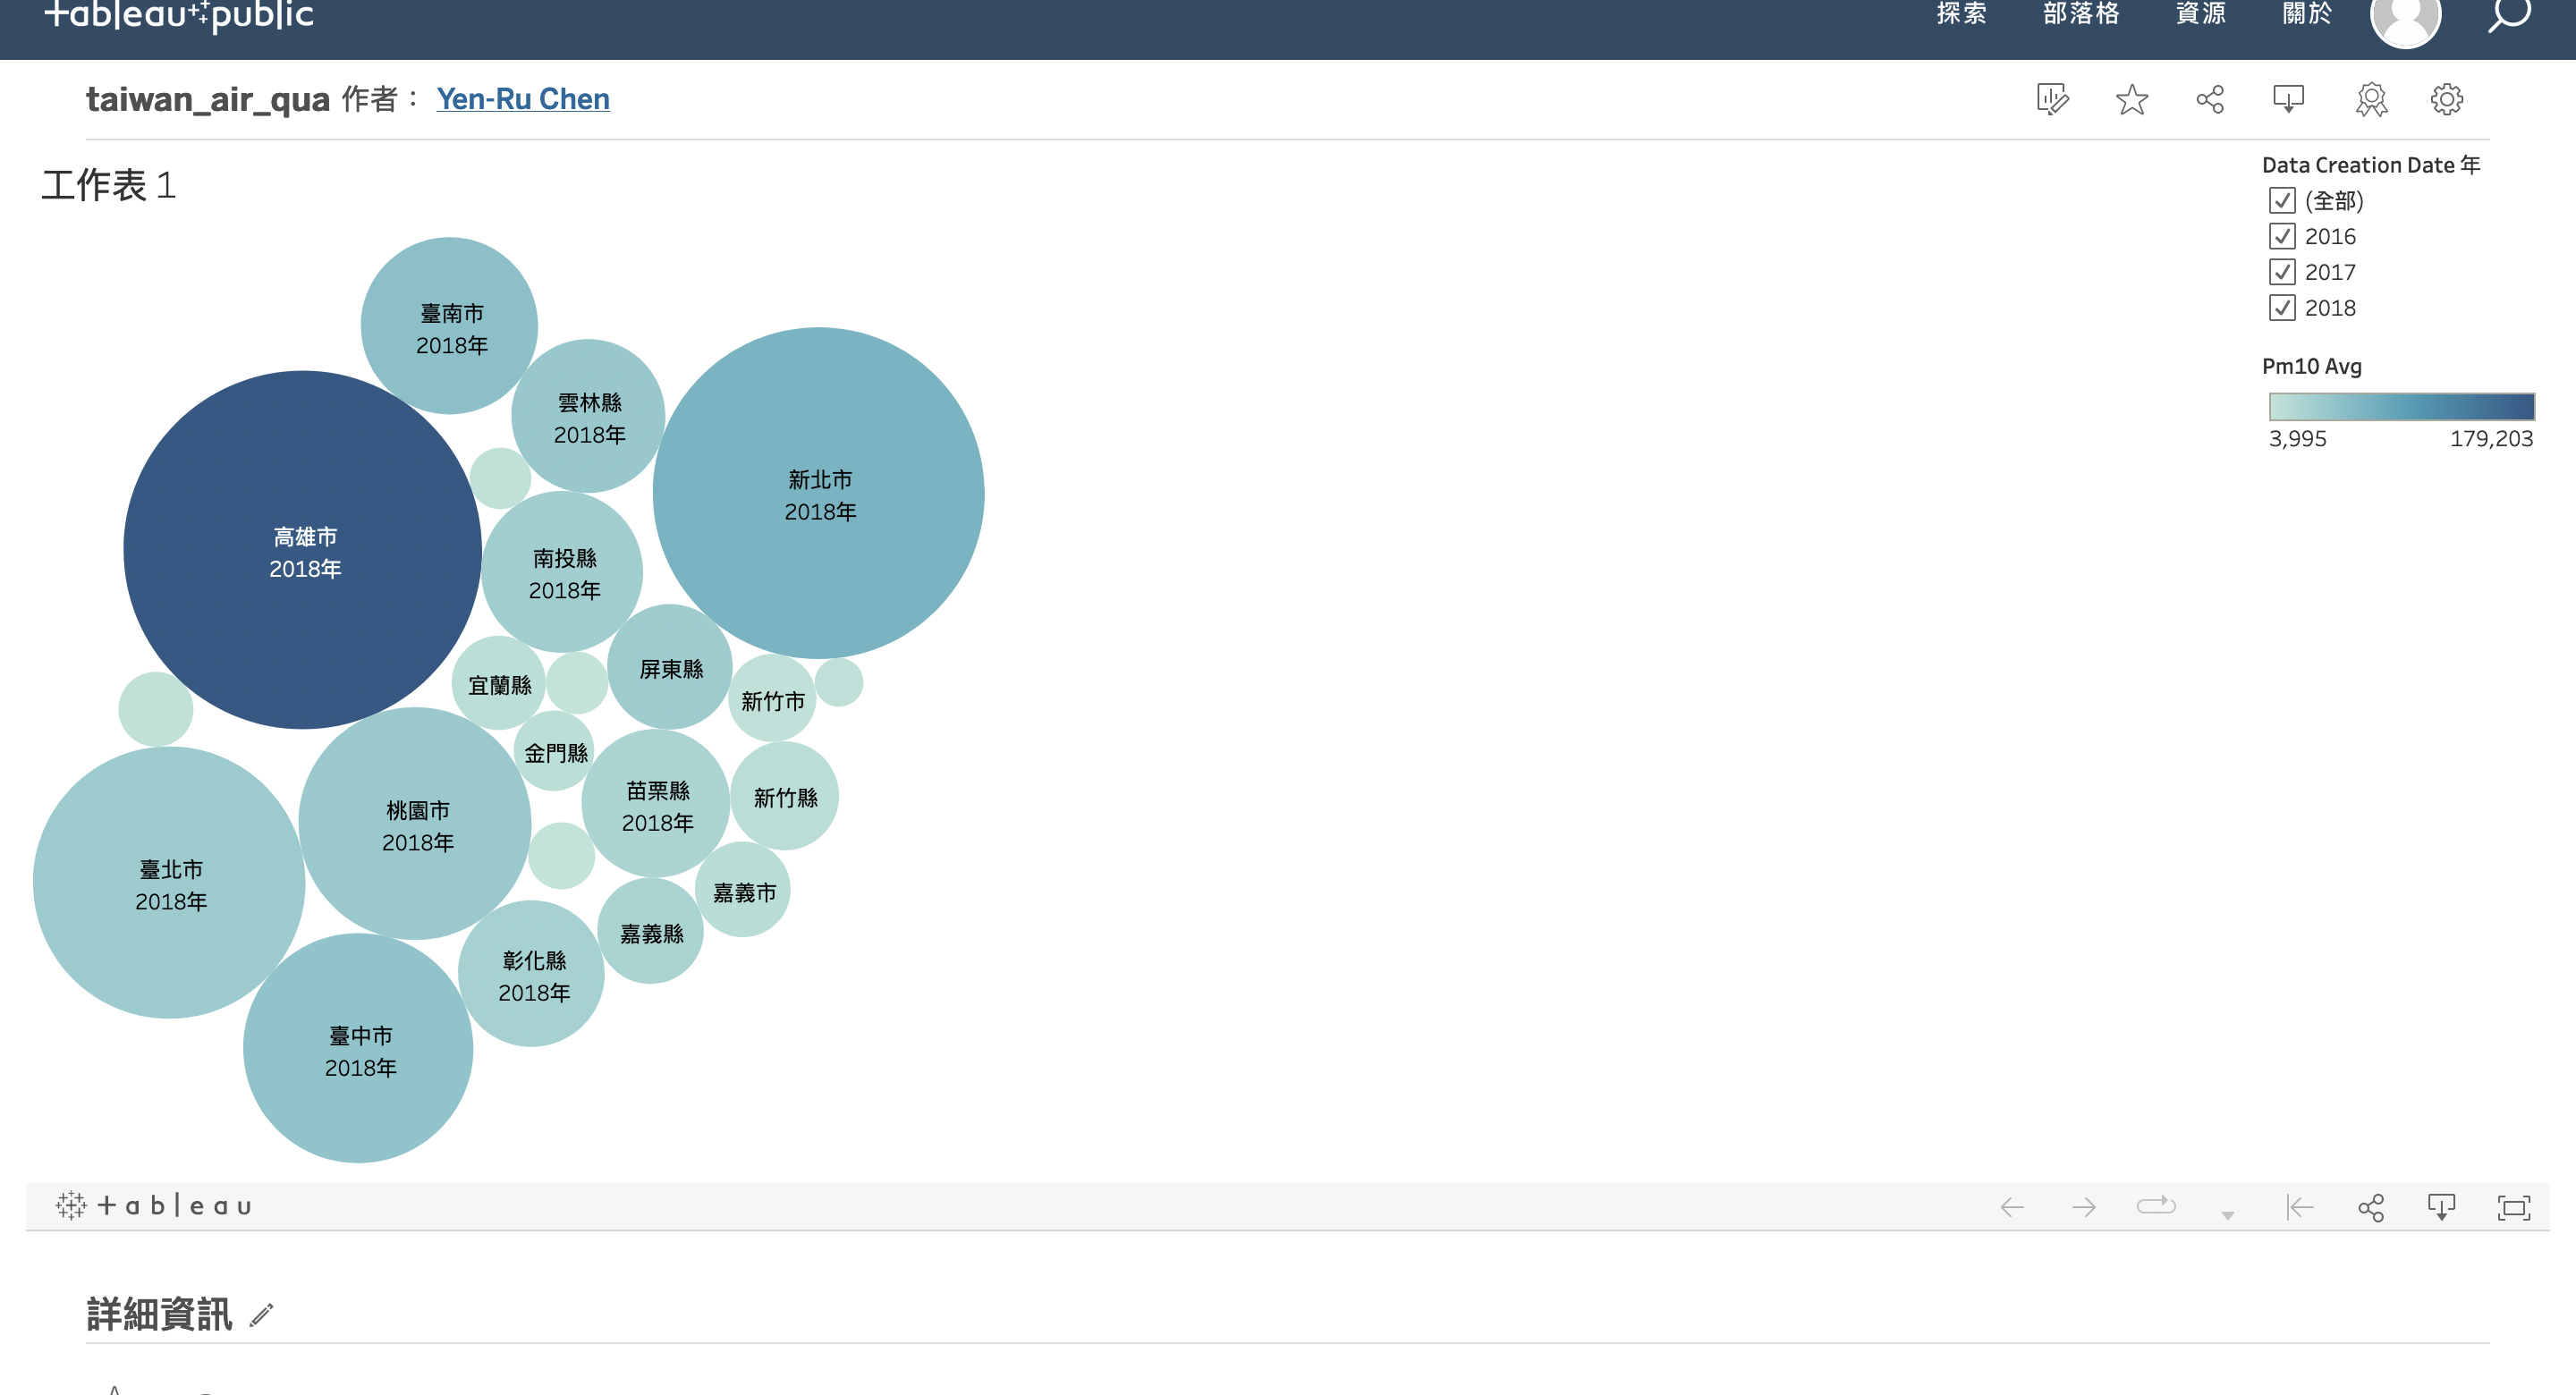 tableau public
探索 部落格 資源 關於
taiwan_air_qua 作者： Yen-Ru Chen
工作表 1
Data Creation Date 年
(全部)
2016
2017
2018
Pm10 Avg
3,995 179,203
臺南市
2018年
雲林縣
2018年
新北市
2018年
高雄市
2018年
南投縣
2018年
屏東縣
宜蘭縣
新竹市
金門縣
苗栗縣
2018年
新竹縣
桃園市
2018年
臺北市
2018年
嘉義市
嘉義縣
彰化縣
2018年
臺中市
2018年
tableau
詳細資訊